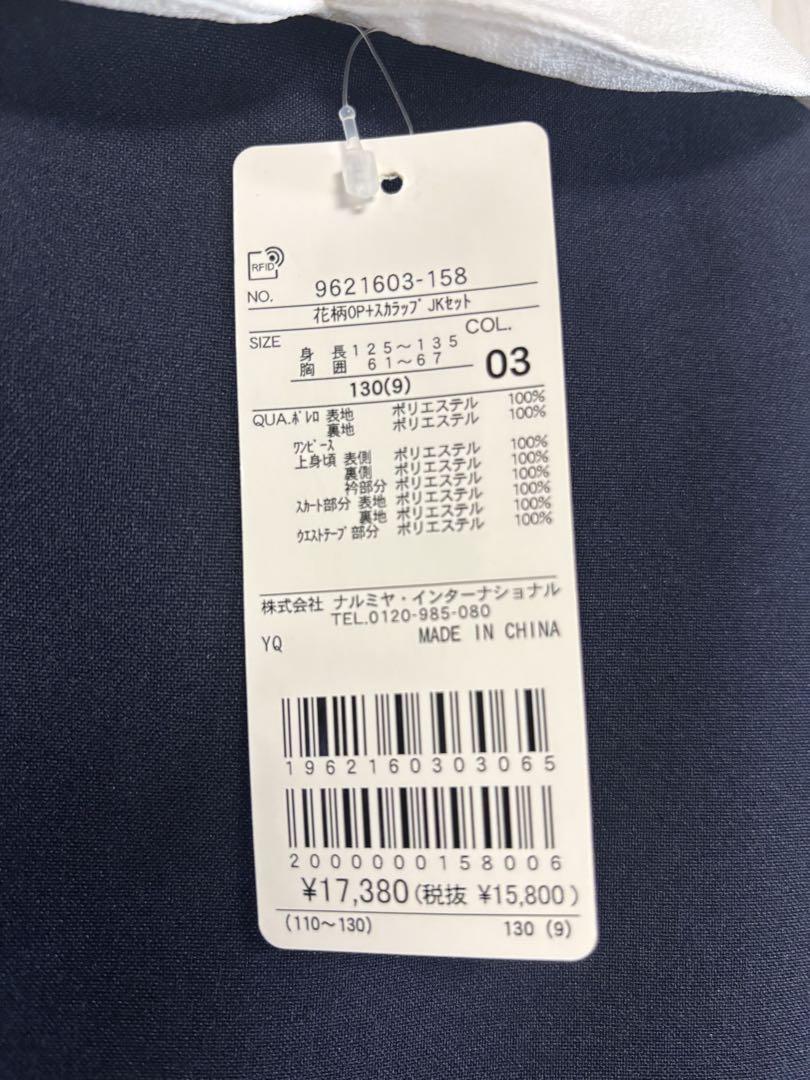 RFID
NO. 9621603-158
花柄OP+ｽｶﾗｯﾌﾟJKｾｯﾄ
SIZE COL.
身長125～135
胸囲 61～67
130(9) 03
QUA.ﾎﾞﾚﾛ 表地 ポリエステル 100%
裏地 ポリエステル 100%
ﾜﾝﾋﾟｰｽ
上身頃 表側 ポリエステル 100%
裏側 ポリエステル 100%
衿部分 ポリエステル 100%
ｽｶｰﾄ部分 表地 ポリエステル 100%
裏地 ポリエステル 100%
ｳｴｽﾄﾃｰﾌﾟ部分 ポリエステル 100%
株式会社 ナルミヤ・インターナショナル
TEL.0120-985-080
YQ MADE IN CHINA
1962160303065
2000000158006
¥17,380(税抜 ¥15,800)
(110～130) 130 (9)